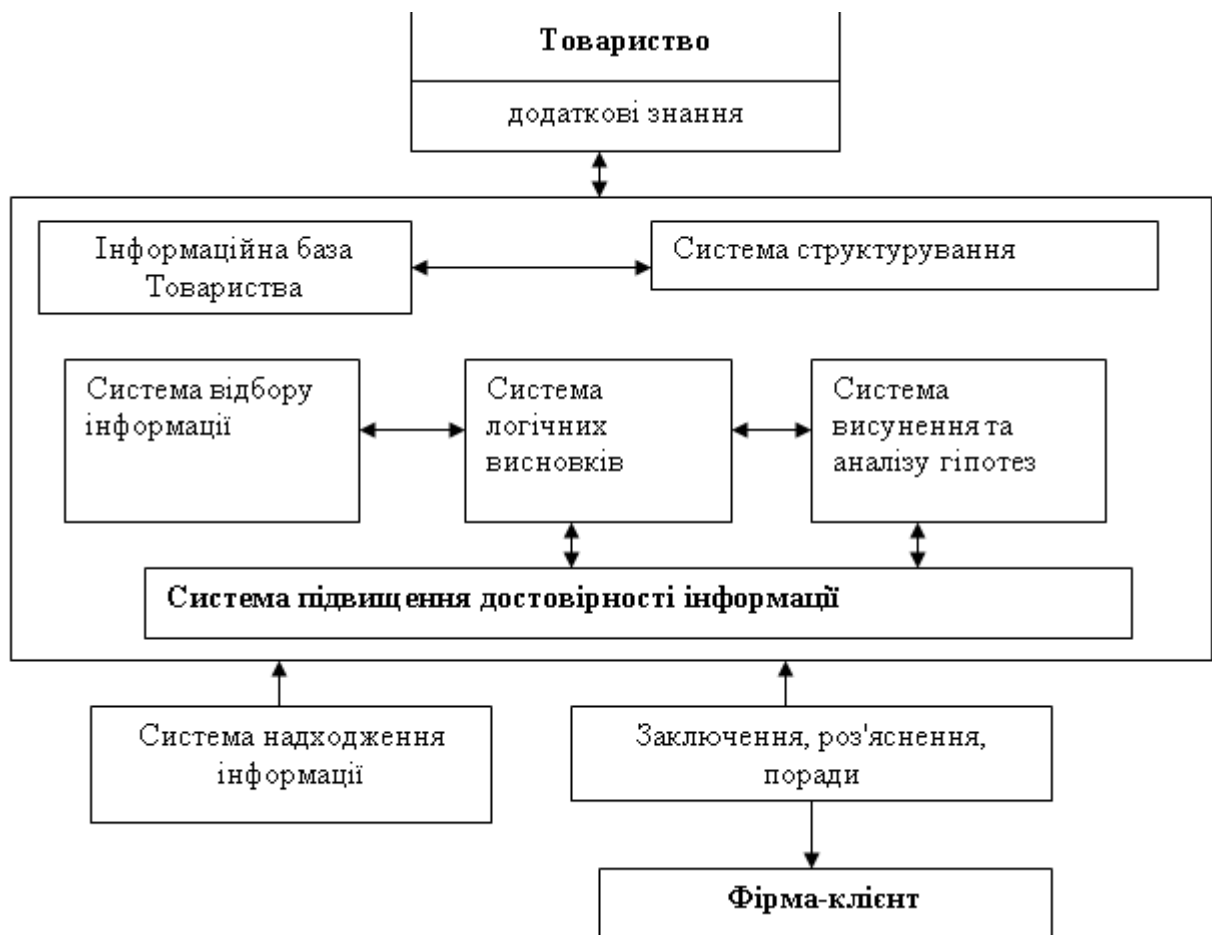 Товариство
додаткові знання
Інформаційна база
Товариства
Система структурування
Система відбору
інформації
Система
логічних
висновків
Система
висунення та
аналізу гіпотез
Система підвищення достовірності інформації
Система надходження
інформації
Заключення, роз'яснення,
поради
Фірма-клієнт